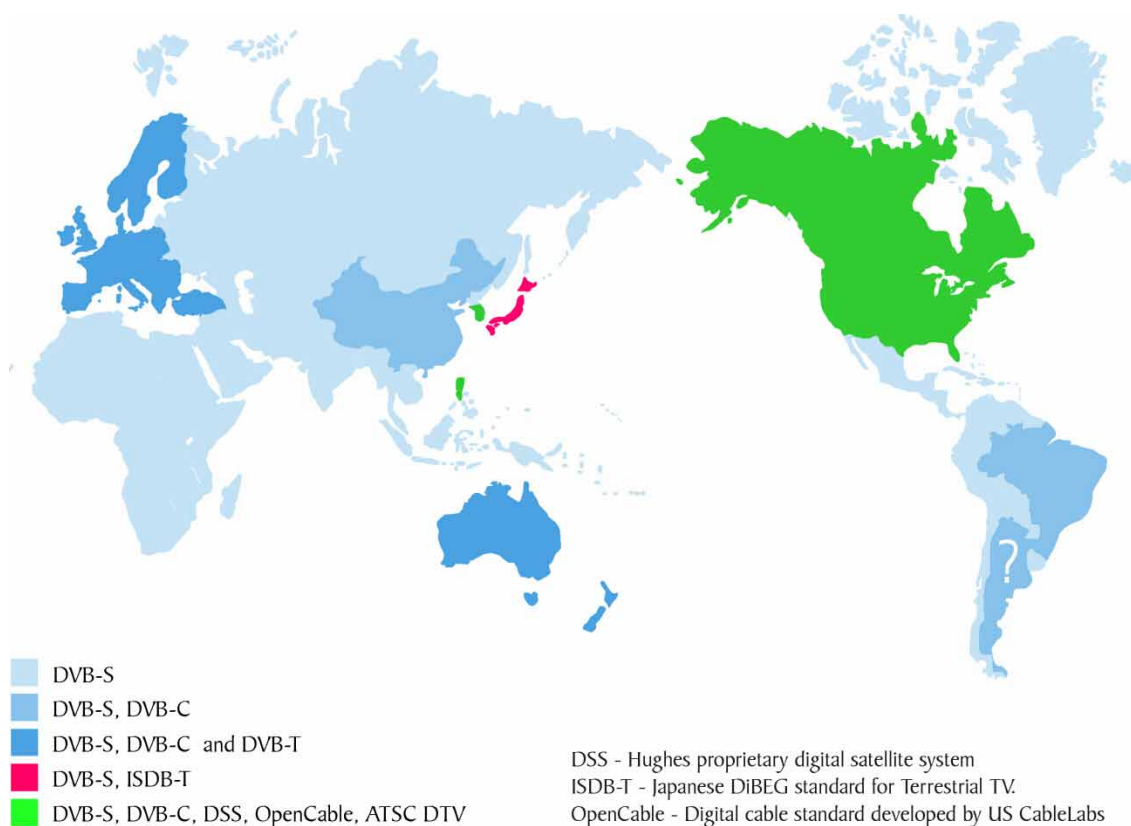 ?
DVB-S
DVB-S, DVB-C
DVB-S, DVB-C and DVB-T
DVB-S, ISDB-T
DVB-S, DVB-C, DSS, OpenCable, ATSC DTV
DSS - Hughes proprietary digital satellite system
ISDB-T - Japanese DiBEG standard for Terrestrial TV.
OpenCable - Digital cable standard developed by US CableLabs